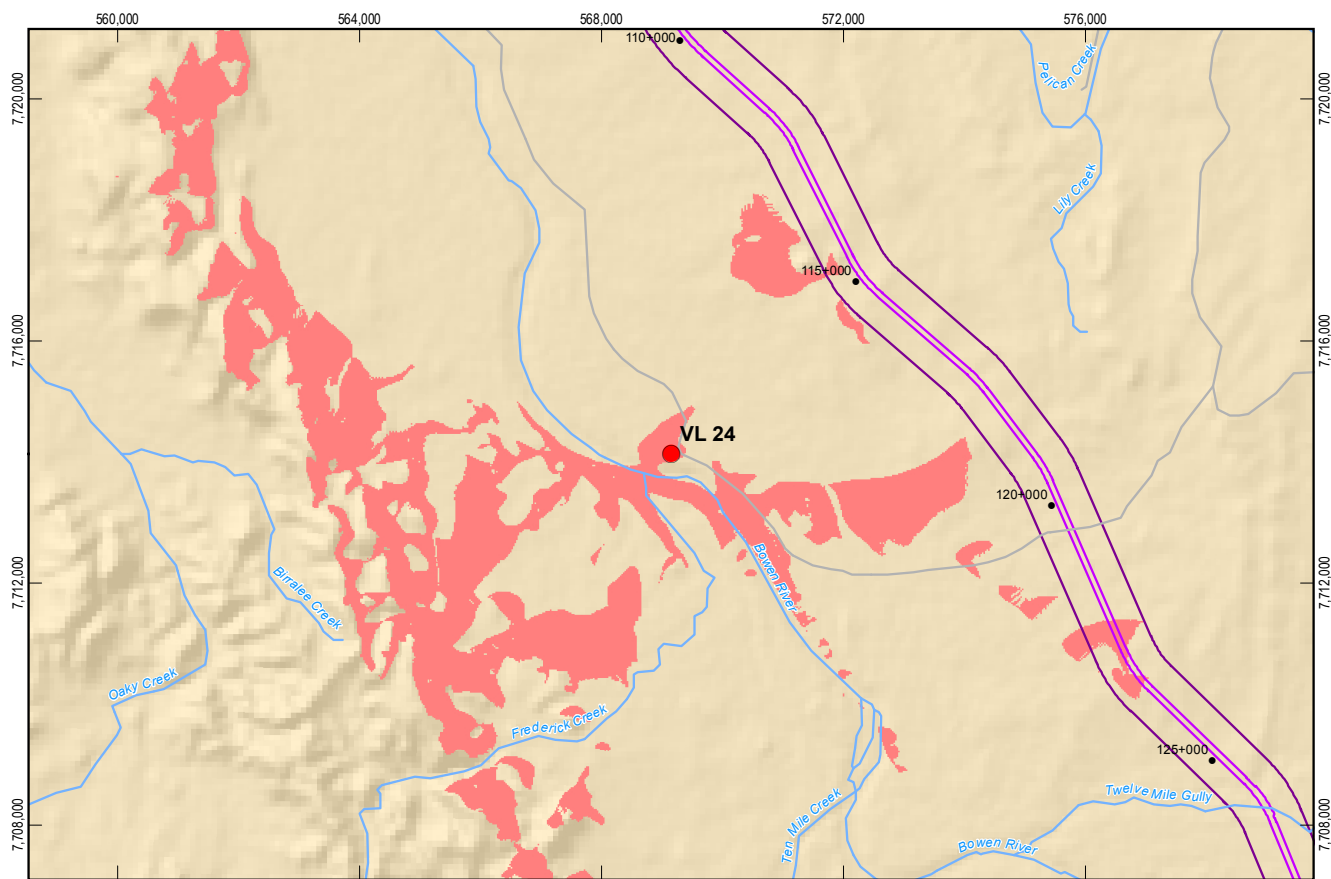 560,000
564,000
568,000
572,000
576,000
110+000
Pelican Creek
7,720,000
7,720,000
Lily Creek
115+000
7,716,000
7,716,000
VL 24
120+000
Bowen River
7,712,000
7,712,000
Birralee Creek
Oaky Creek
Frederick Creek
125+000
Twelve Mile Gully
Ten Mile Creek
7,708,000
7,708,000
Bowen River